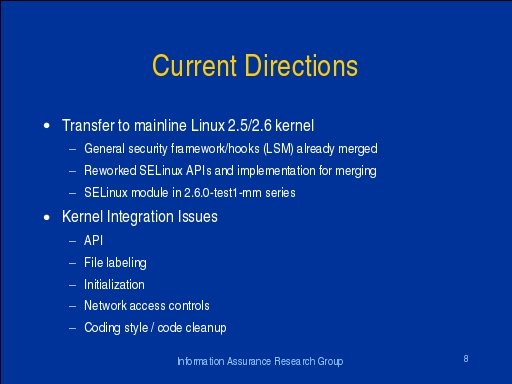 Current Directions
• Transfer to mainline Linux 2.5/2.6 kernel
– General security framework/hooks (LSM) already merged
– Reworked SELinux APIs and implementation for merging
– SELinux module in 2.6.0-test1-mm series
• Kernel Integration Issues
– API
– File labeling
– Initialization
– Network access controls
– Coding style / code cleanup
Information Assurance Research Group
8